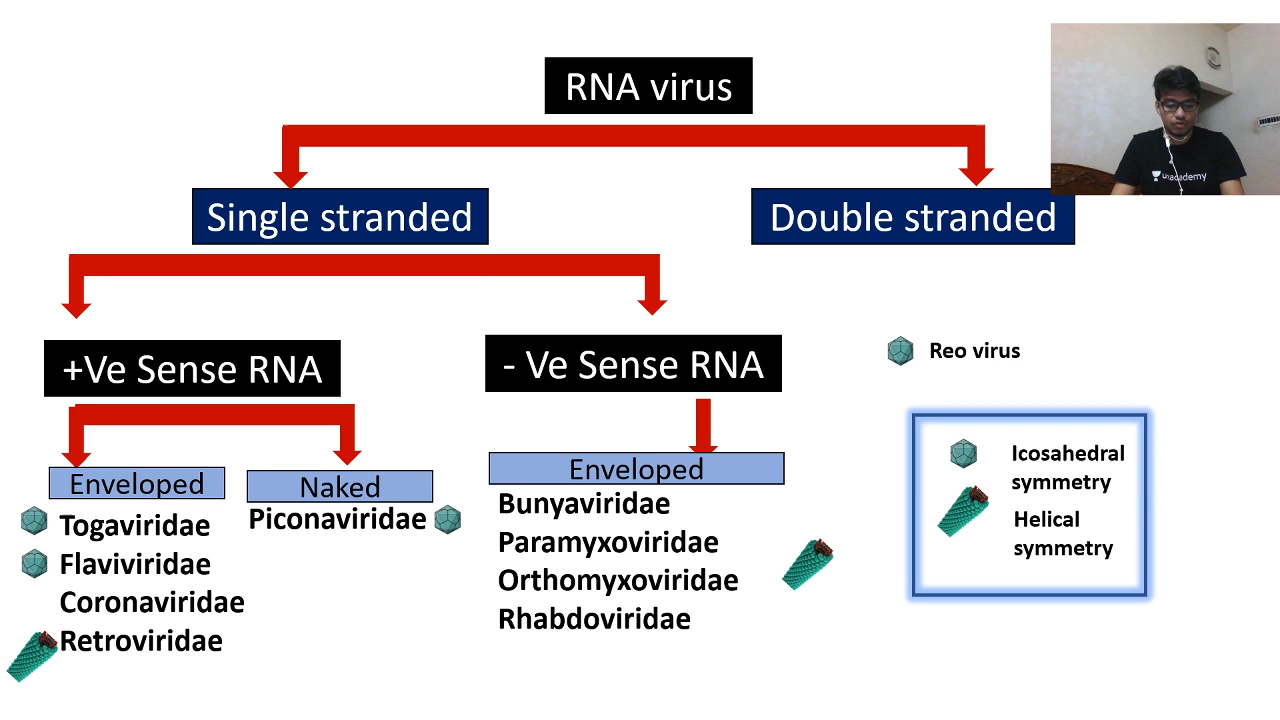 RNA virus
unacademy
Single stranded
Double stranded
+Ve Sense RNA
- Ve Sense RNA
Reo virus
Enveloped
Naked
Enveloped
Togaviridae
Flaviviridae
Coronaviridae
Retroviridae
Piconaviridae
Bunyaviridae
Paramyxoviridae
Orthomyxoviridae
Rhabdoviridae
Icosahedral
symmetry
Helical
symmetry